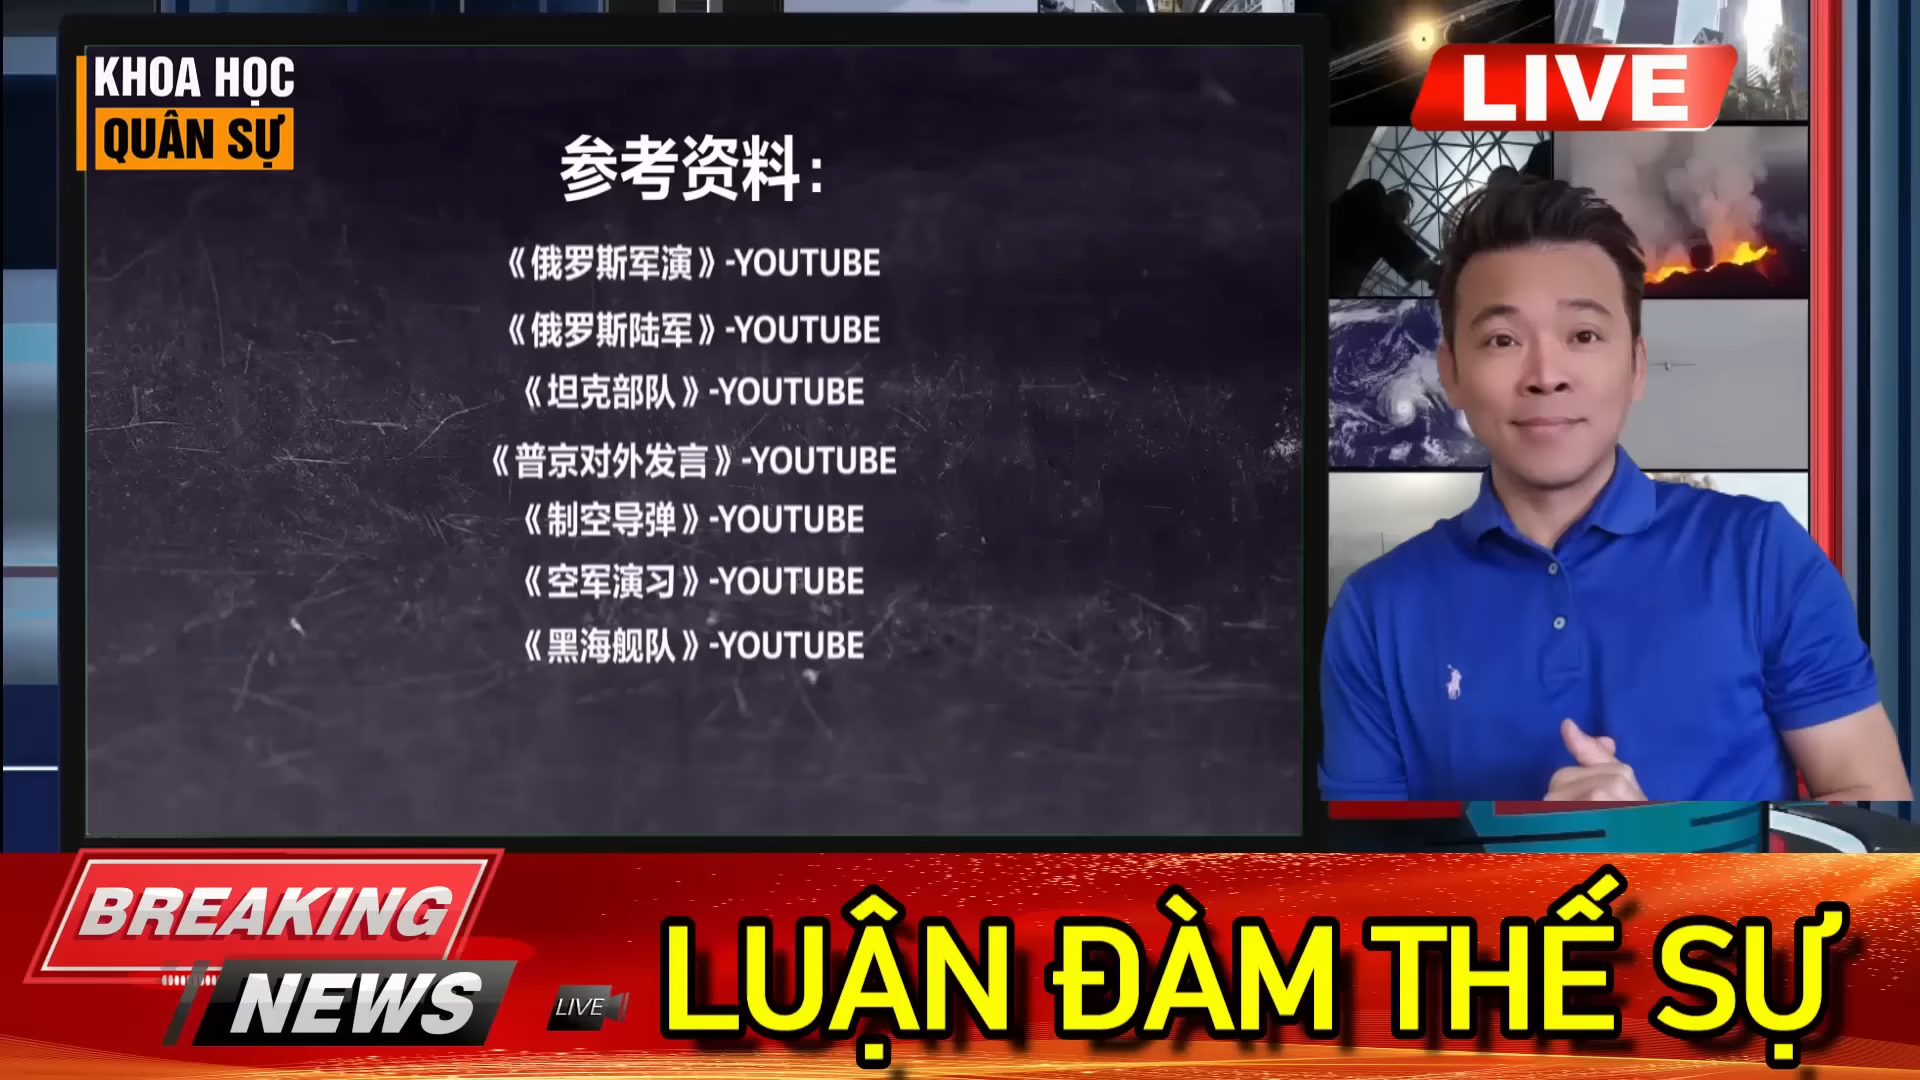 KHOA HỌC
QUÂN SỰ
LIVE
参考资料：
《俄罗斯军演》-YOUTUBE
《俄罗斯陆军》-YOUTUBE
《坦克部队》-YOUTUBE
《普京对外发言》-YOUTUBE
《制空导弹》-YOUTUBE
《空军演习》-YOUTUBE
《黑海舰队》-YOUTUBE
BREAKING
NEWS
LIVE
LUẬN ĐÀM THẾ SỰ